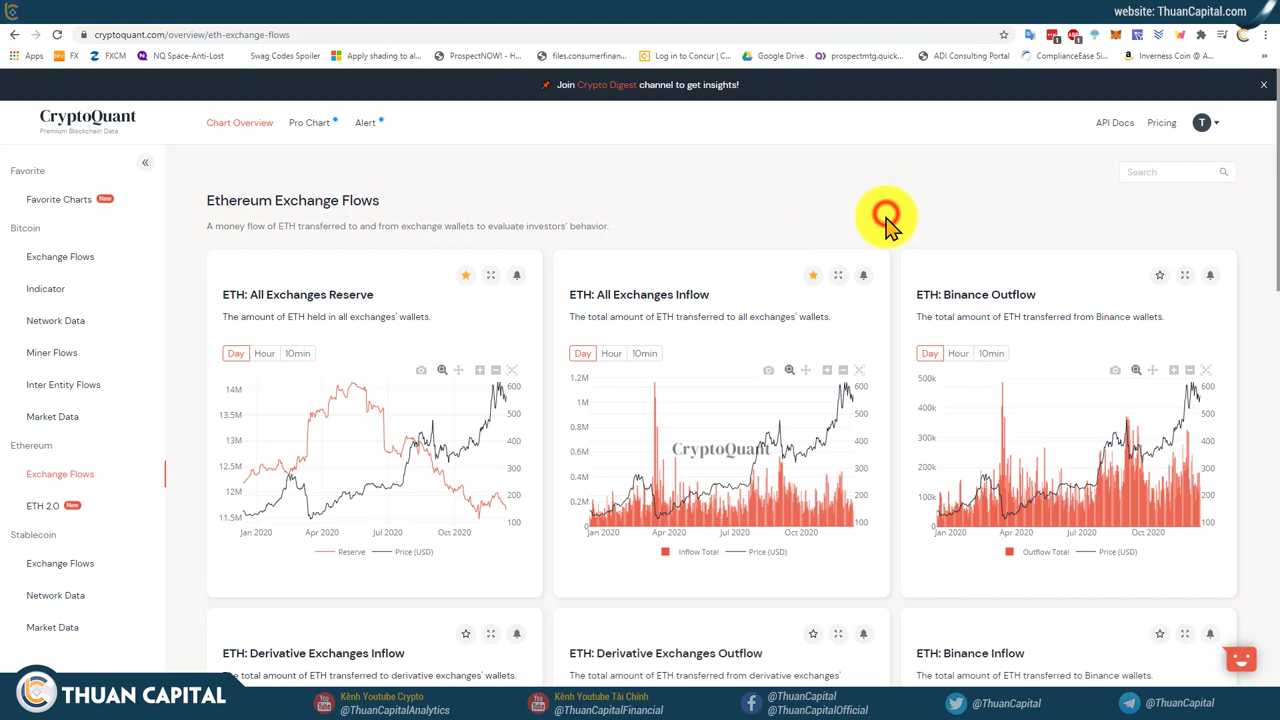 website: ThuanCapital.com
cryptoquant.com/overview/eth-exchange-flows
Apps
FX
FXCM
NQ Space-Anti-Lost
Swag Codes Spoiler
Apply shading to al...
ProspectNOW! - H...
files.consumerfinan...
Log in to Concur | C...
Google Drive
prospectmtg.quick...
ADI Consulting Portal
ComplianceEase Si...
Inverness Coin @ A...
Join Crypto Digest channel to get insights!
CryptoQuant
Premium Blockchain Data
Chart Overview
Pro Chart
Alert
API Docs
Pricing
T
Search
Favorite
Favorite Charts New
Bitcoin
Exchange Flows
Indicator
Network Data
Miner Flows
Inter Entity Flows
Market Data
Ethereum
Exchange Flows
ETH 2.0 New
Stablecoin
Exchange Flows
Network Data
Market Data
Ethereum Exchange Flows
A money flow of ETH transferred to and from exchange wallets to evaluate investors' behavior.
ETH: All Exchanges Reserve
The amount of ETH held in all exchanges' wallets.
Day Hour 10min
14M
13.5M
13M
12.5M
12M
11.5M
600
500
400
300
200
100
Jan 2020 Apr 2020 Jul 2020 Oct 2020
Reserve Price (USD)
ETH: All Exchanges Inflow
The total amount of ETH transferred to all exchanges' wallets.
Day Hour 10min
1.2M
1M
0.8M
0.6M
0.4M
0.2M
0
600
500
400
300
200
100
CryptoQuant
Jan 2020 Apr 2020 Jul 2020 Oct 2020
Inflow Total Price (USD)
ETH: Binance Outflow
The total amount of ETH transferred from Binance wallets.
Day Hour 10min
500k
400k
300k
200k
100k
0
600
500
400
300
200
100
Jan 2020 Apr 2020 Jul 2020 Oct 2020
Outflow Total Price (USD)
ETH: Derivative Exchanges Inflow
The total amount of ETH transferred to derivative exchanges' wallets.
ETH: Derivative Exchanges Outflow
The total amount of ETH transferred from derivative exchanges'
ETH: Binance Inflow
The total amount of ETH transferred to Binance wallets.
THUAN CAPITAL
Kênh Youtube Crypto
@ThuanCapitalAnalytics
Kênh Youtube Tài Chính
@ThuanCapitalFinancial
@ThuanCapital
@ThuanCapitalOfficial
@ThuanCapital
@ThuanCapital